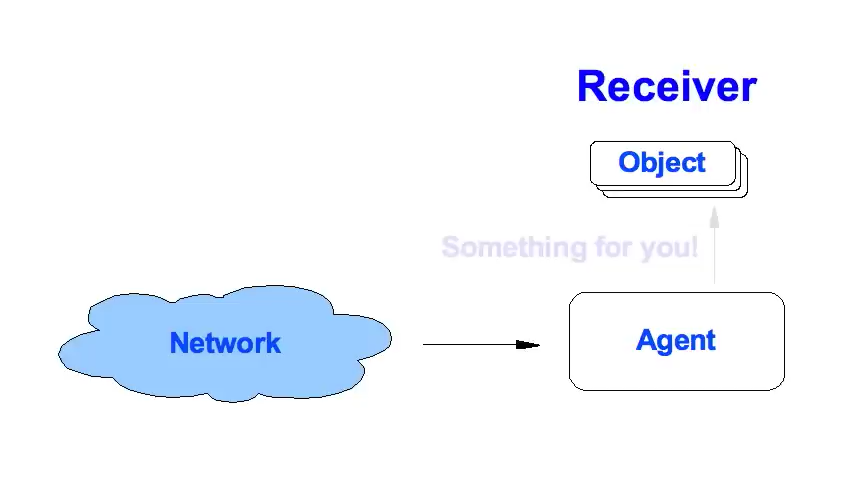 Receiver
Object
Something for you!
Network
Agent